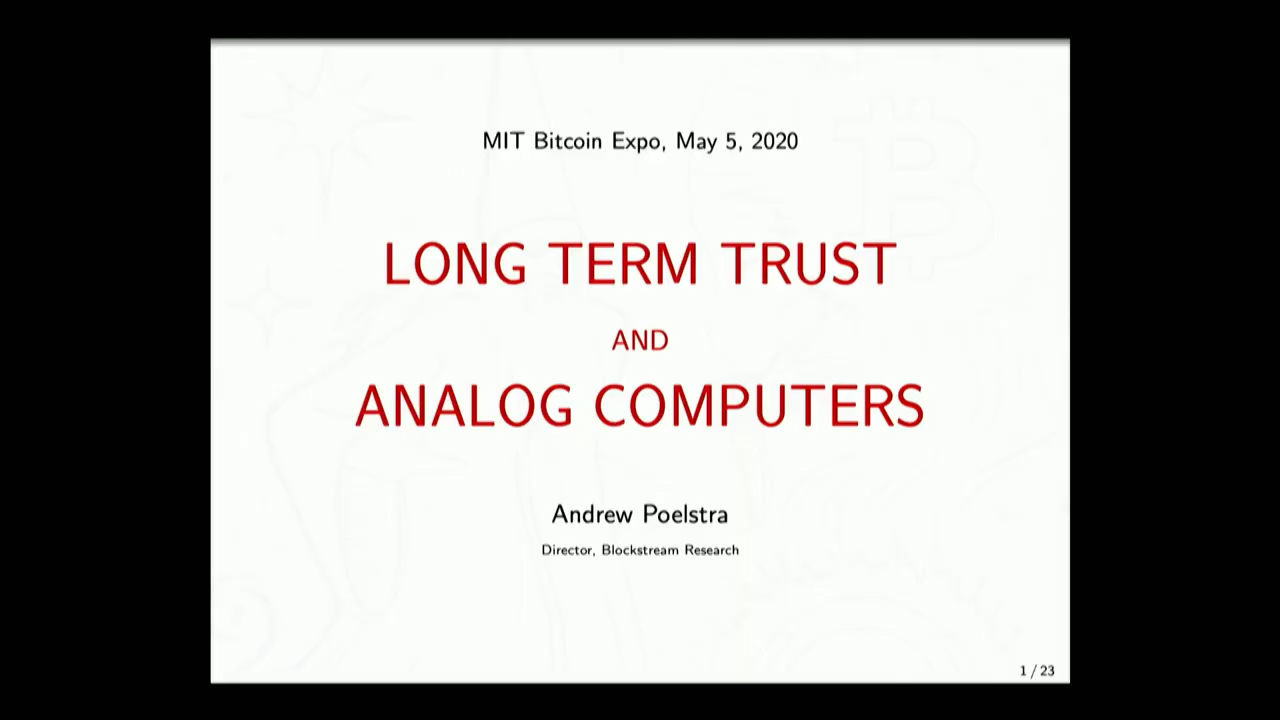 MIT Bitcoin Expo, May 5, 2020
LONG TERM TRUST
AND
ANALOG COMPUTERS
Andrew Poelstra
Director, Blockstream Research
1 / 23